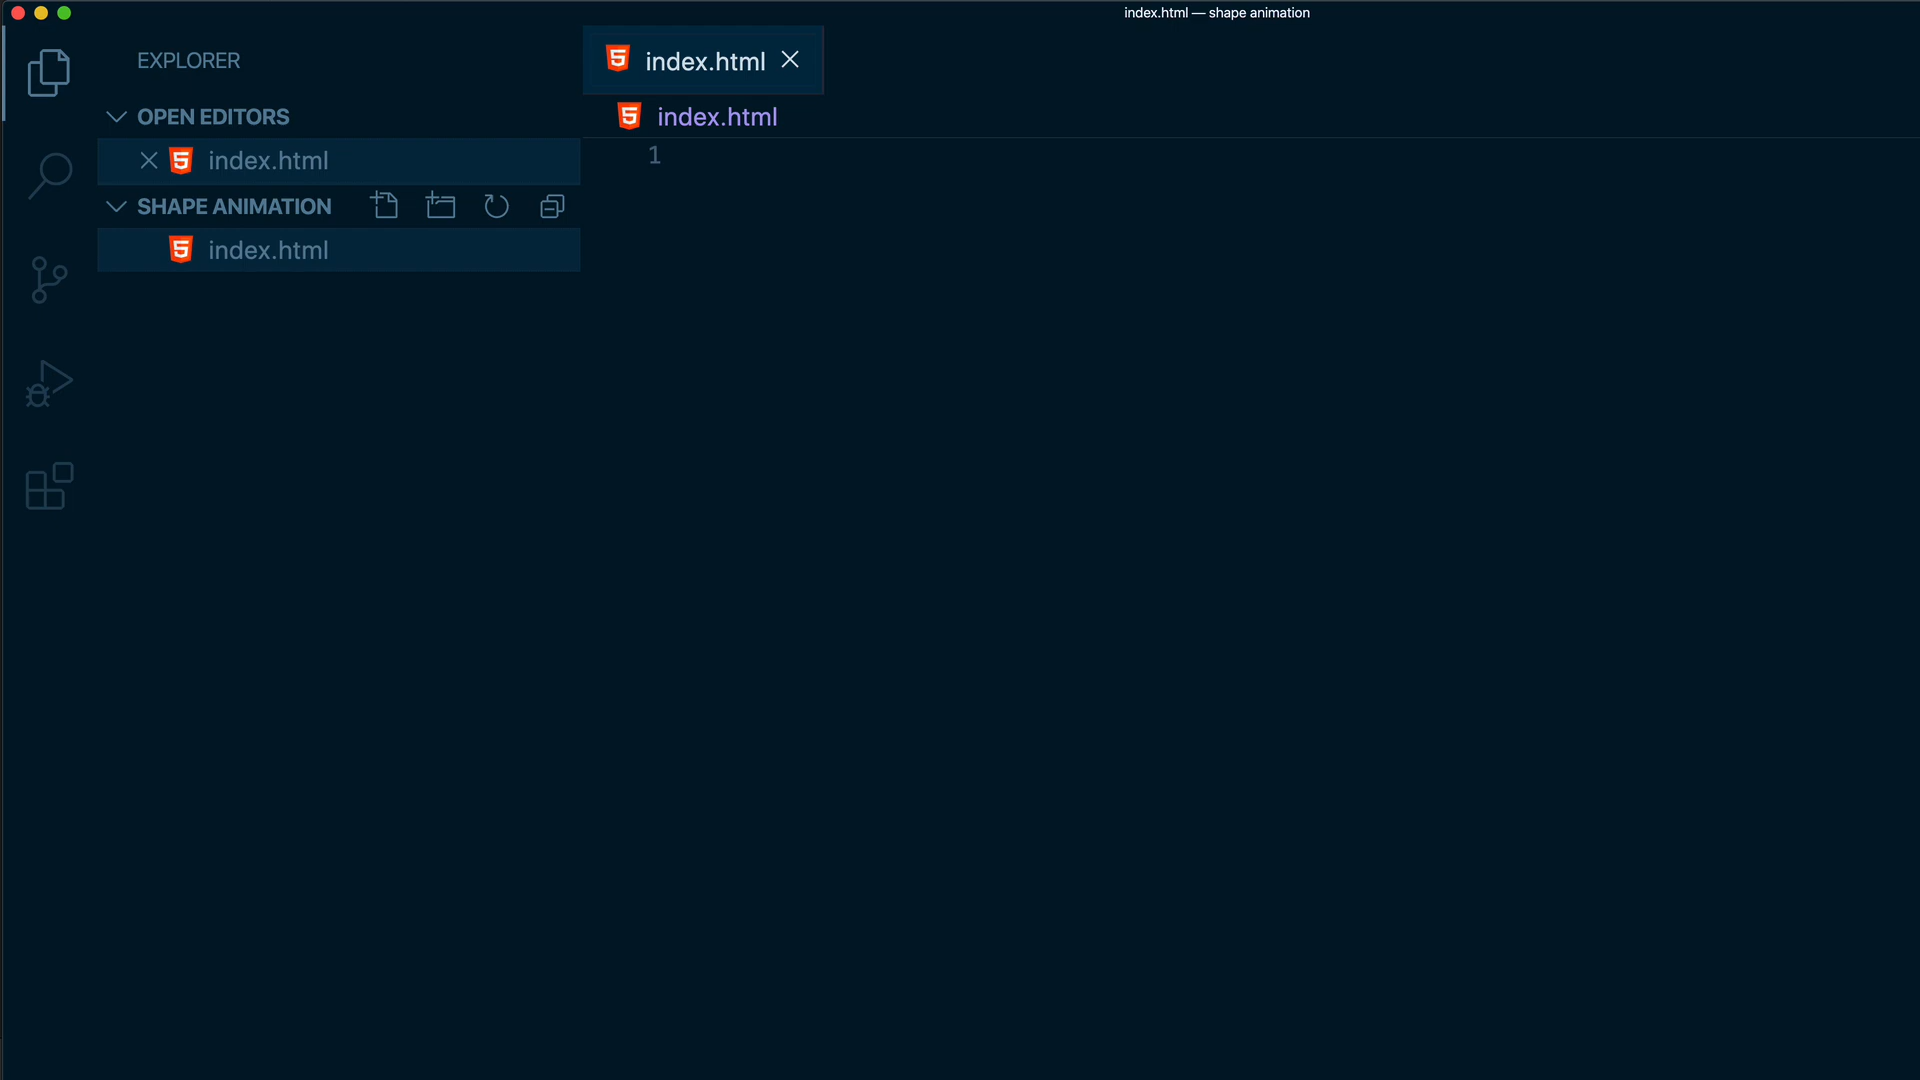 index.html — shape animation
EXPLORER
OPEN EDITORS
index.html
SHAPE ANIMATION
index.html
index.html
index.html
1